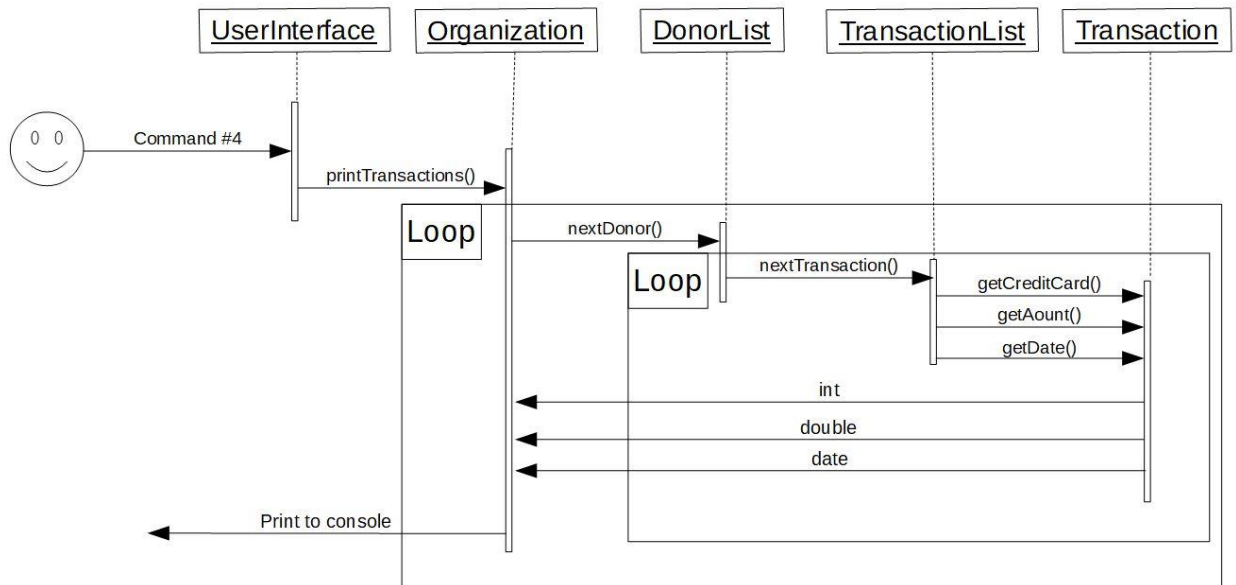 UserInterface
Organization
DonorList
TransactionList
Transaction
Command #4
printTransactions()
Loop
nextDonor()
Loop
nextTransaction()
getCreditCard()
getAount()
getDate()
int
double
date
Print to console